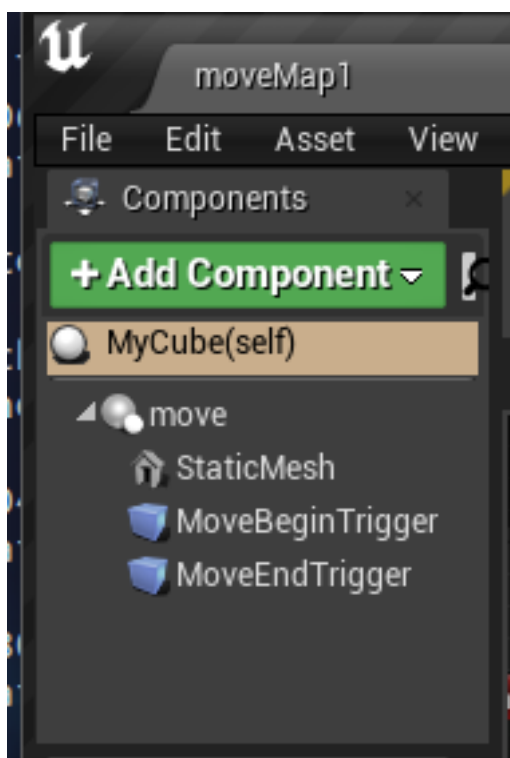 moveMap1
File Edit Asset View
Components
+Add Component
MyCube(self)
move
StaticMesh
MoveBeginTrigger
MoveEndTrigger